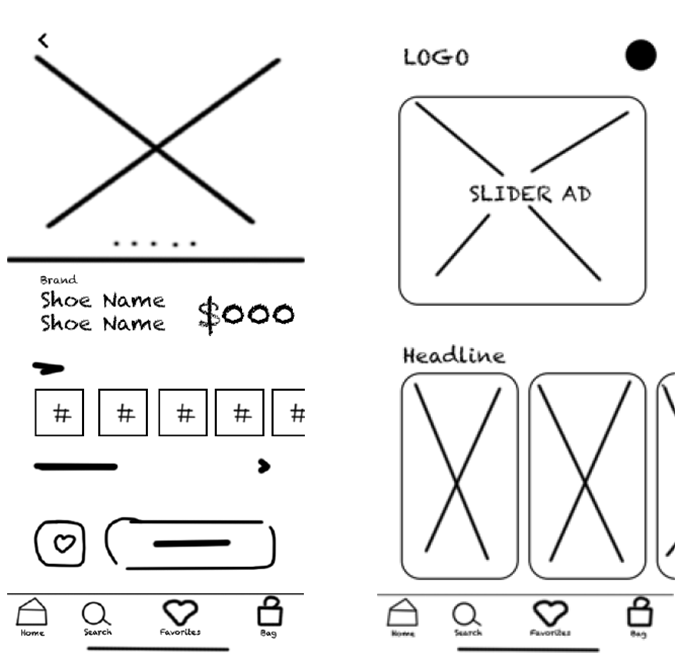 Brand
Shoe Name
Shoe Name
$000
#
#
#
#
#
Home
Search
Favorites
Bag
LOGO
SLIDER AD
Headline
Home
Search
Favorites
Bag